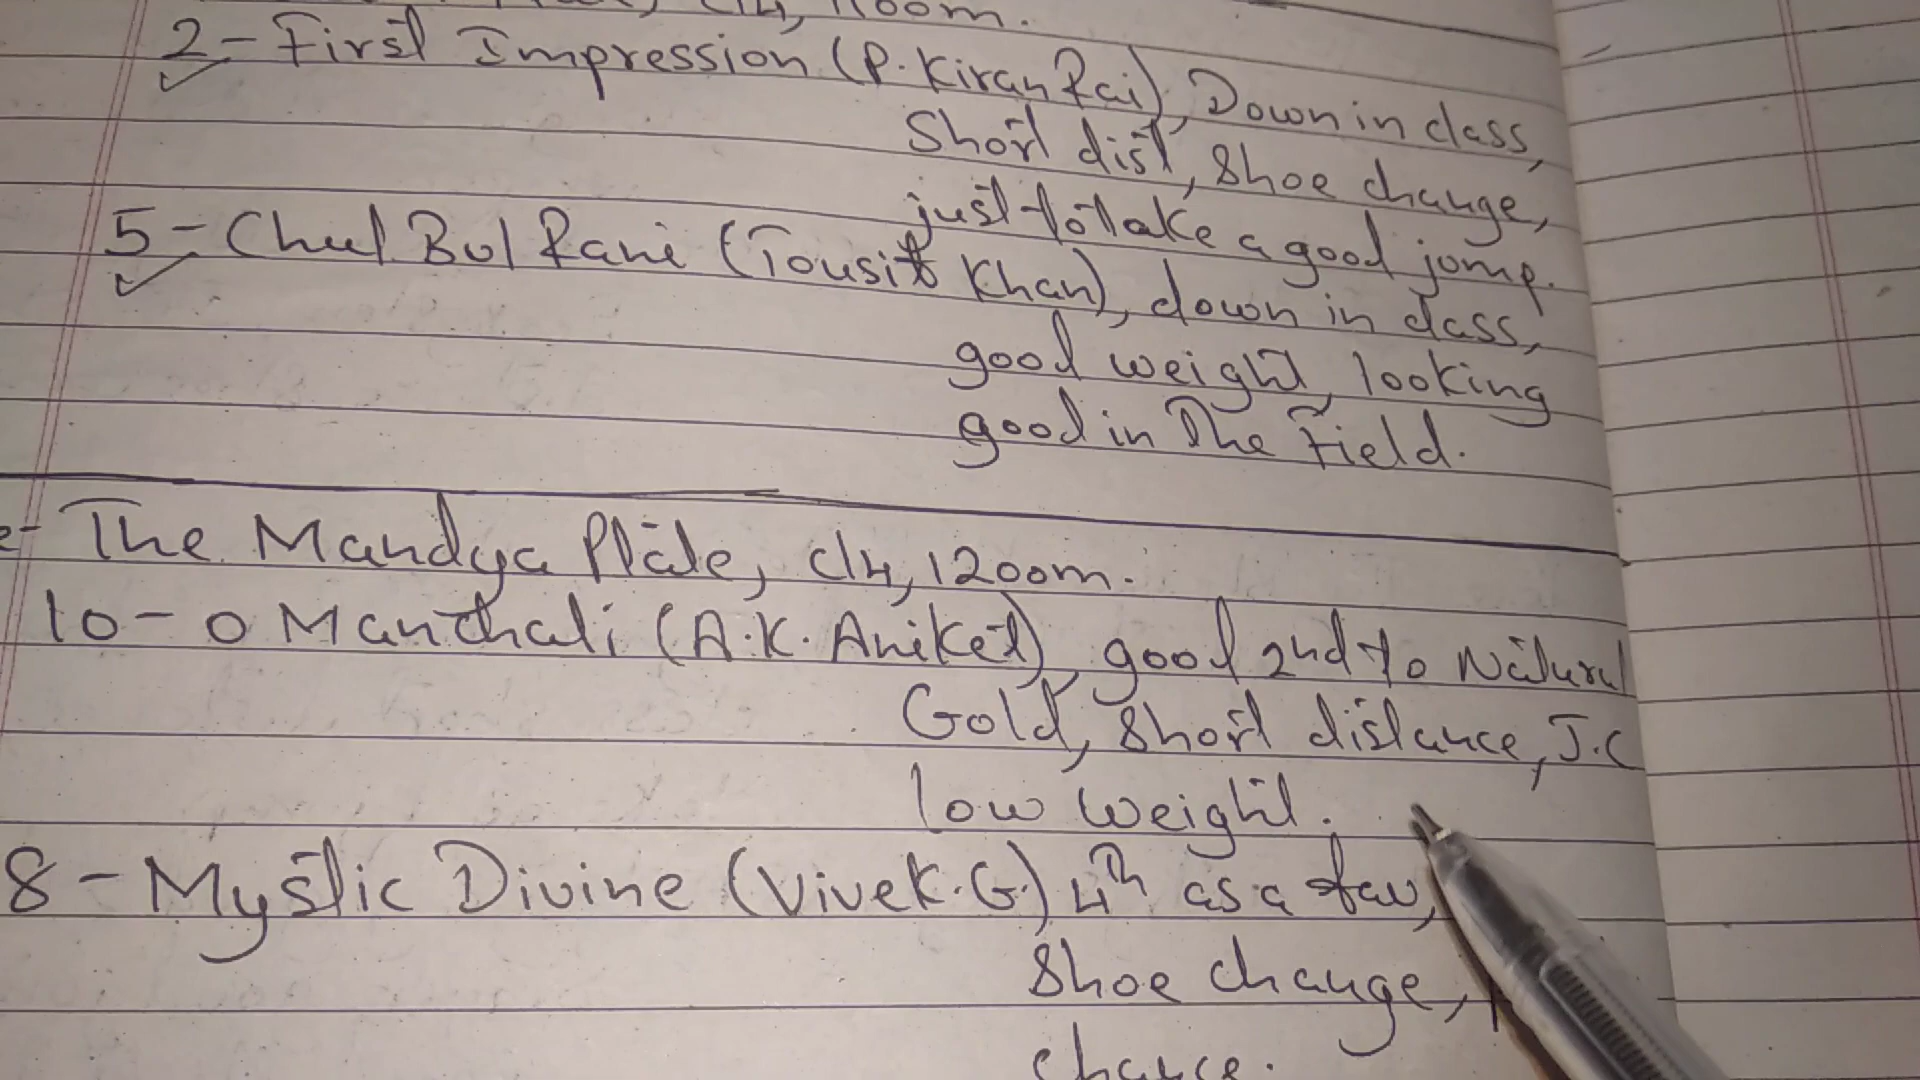 1100m.
2 - First Impression (P. Kiran Rai), Down in class,
Short dist, Shoe change,
just to take a good jomp.
5 - Chul Bul Rani (Tousif Khan), down in class,
good weight, looking
good in The Field.
- The Mandya Plate, cl4, 1200m.
10 - O Manthali (A.K. Aniket), good 2nd to Natural
Gold, Short distance, J.C
low weight.
8 - Mystic Divine (Vivek. G.) 4th as a fav,
Shoe change,
chance.